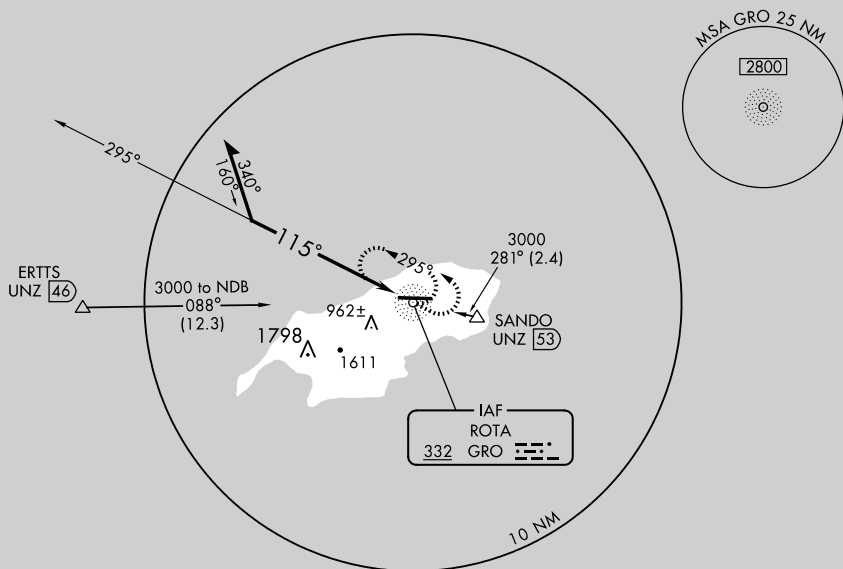 MSA GRO 25 NM
2800
295°
340°
160°
115°
295°
3000
281° (2.4)
ERTTS
UNZ 46
3000 to NDB
088°
(12.3)
962±
SANDO
UNZ 53
1798
1611
IAF
ROTA
332 GRO
10 NM